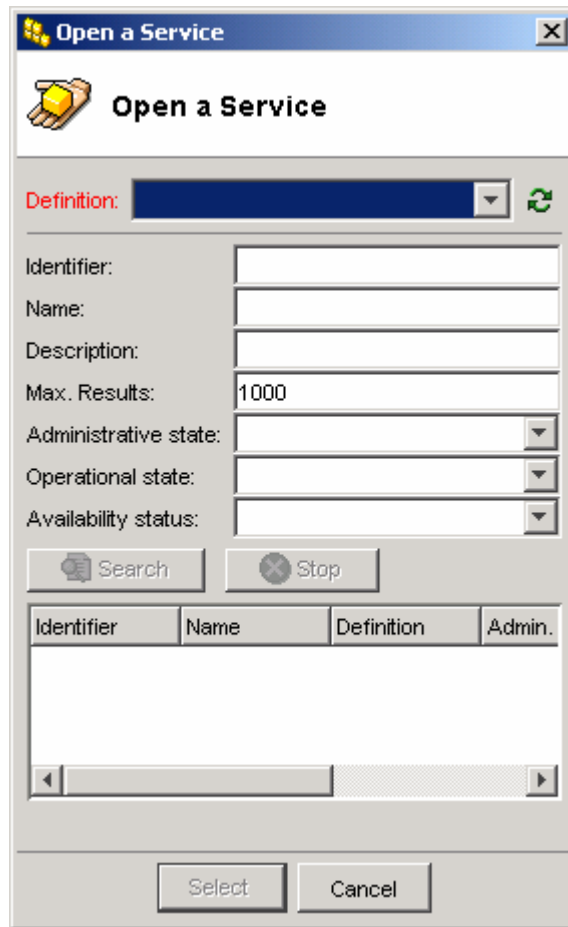 Open a Service
Open a Service
Definition:
Identifier:
Name:
Description:
Max. Results: 1000
Administrative state:
Operational state:
Availability status:
Search Stop
Identifier Name Definition Admin.
Select Cancel